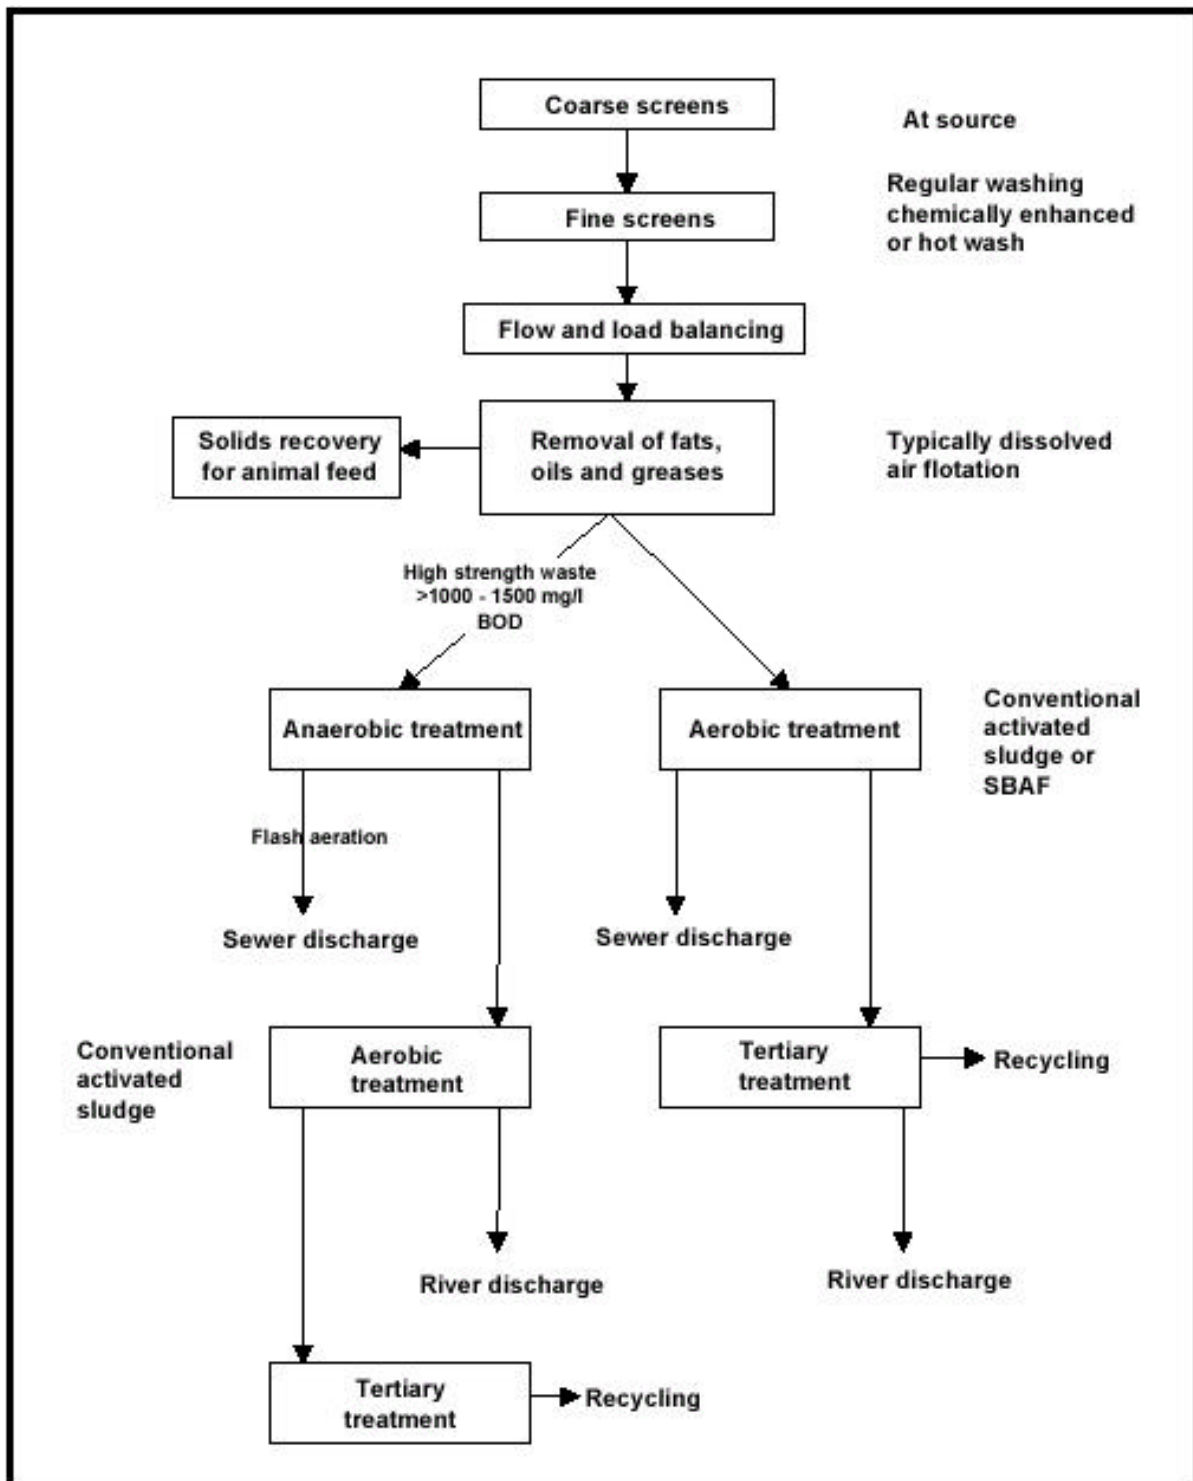 Coarse screens
At source
Regular washing
chemically enhanced
or hot wash
Fine screens
Flow and load balancing
Solids recovery
for animal feed
Removal of fats,
oils and greases
Typically dissolved
air flotation
High strength waste
>1000 - 1500 mg/l
BOD
Anaerobic treatment
Aerobic treatment
Conventional
activated
sludge or
SBAF
Flash aeration
Sewer discharge
Sewer discharge
Conventional
activated
sludge
Aerobic
treatment
Tertiary
treatment
Recycling
River discharge
River discharge
Tertiary
treatment
Recycling